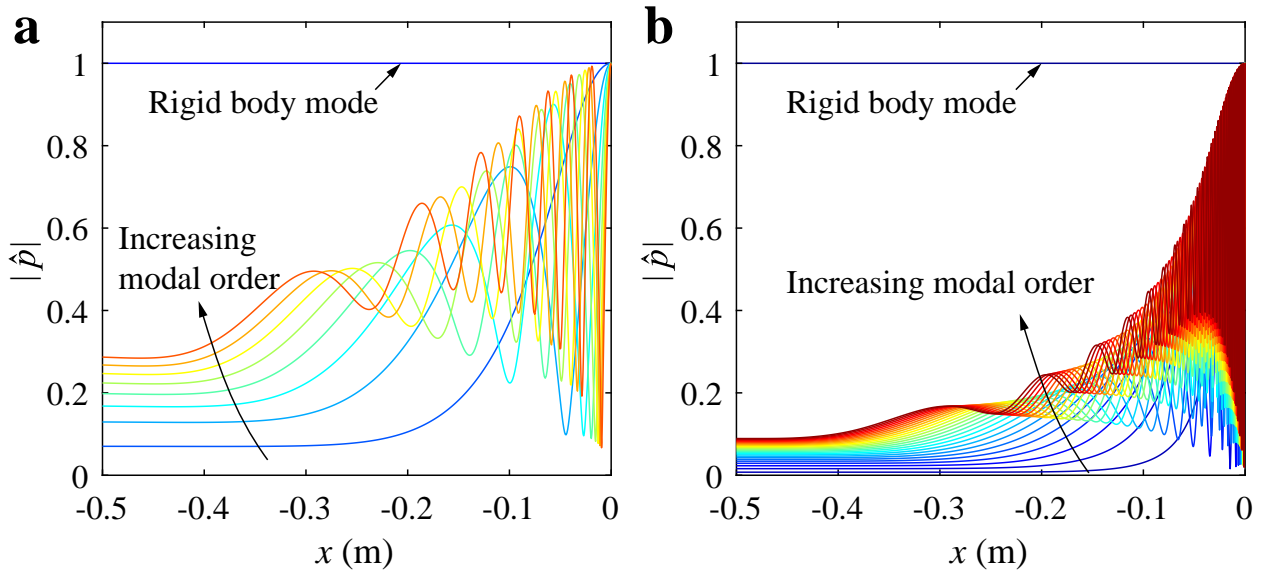 a
1
0.8
0.6
0.4
0.2
0
|p̂|
Rigid body mode
Increasing
modal order
-0.5
-0.4
-0.3
-0.2
-0.1
0
x (m)
b
1
0.8
0.6
0.4
0.2
0
|p̂|
Rigid body mode
Increasing modal order
-0.5
-0.4
-0.3
-0.2
-0.1
0
x (m)